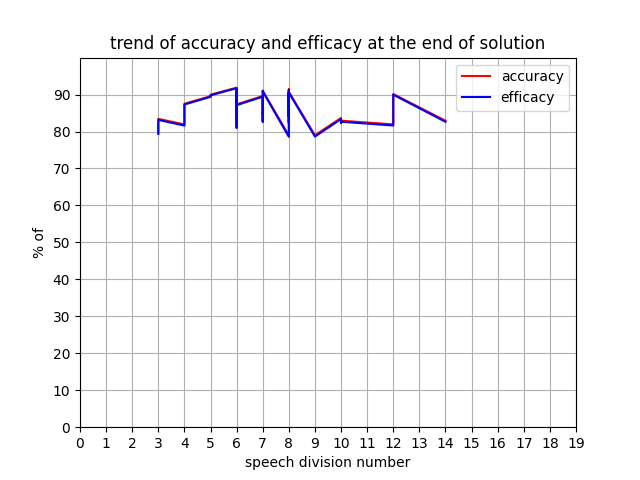 trend of accuracy and efficacy at the end of solution
accuracy
efficacy
90
80
70
60
50
40
30
20
10
0
% of
0 1 2 3 4 5 6 7 8 9 10 11 12 13 14 15 16 17 18 19
speech division number